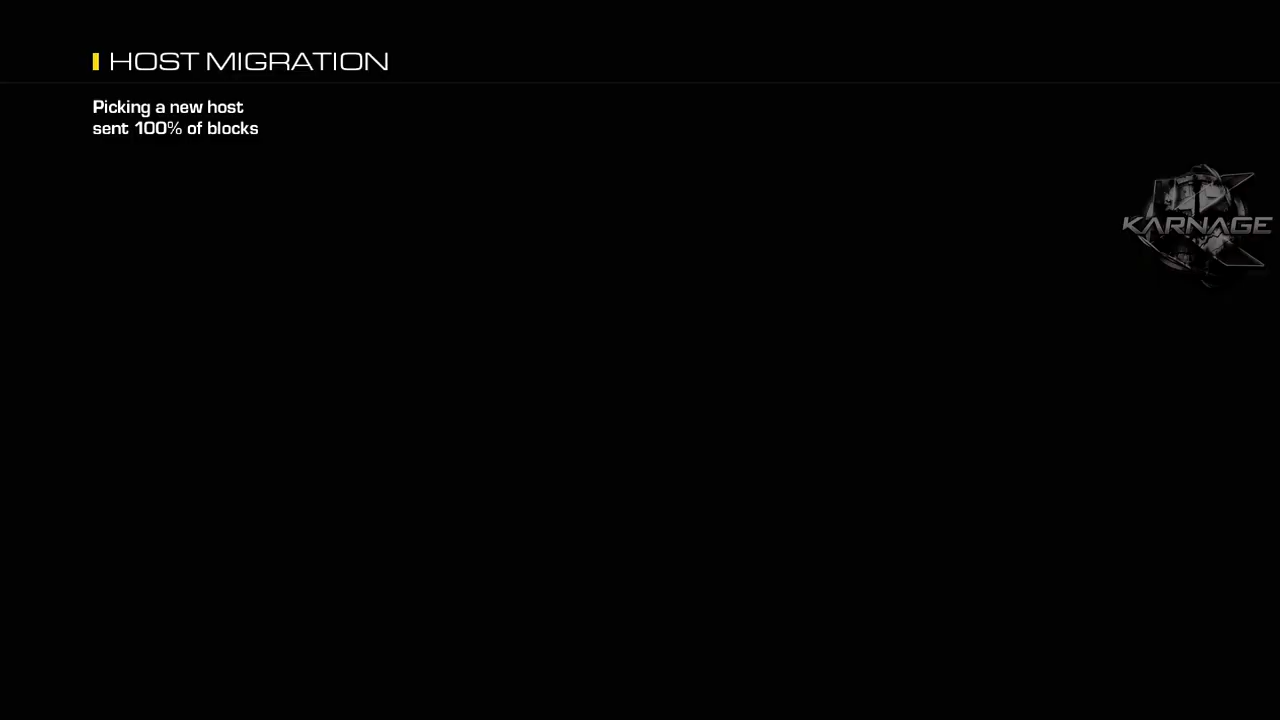 HOST MIGRATION
Picking a new host
sent 100% of blocks
KARNAGE